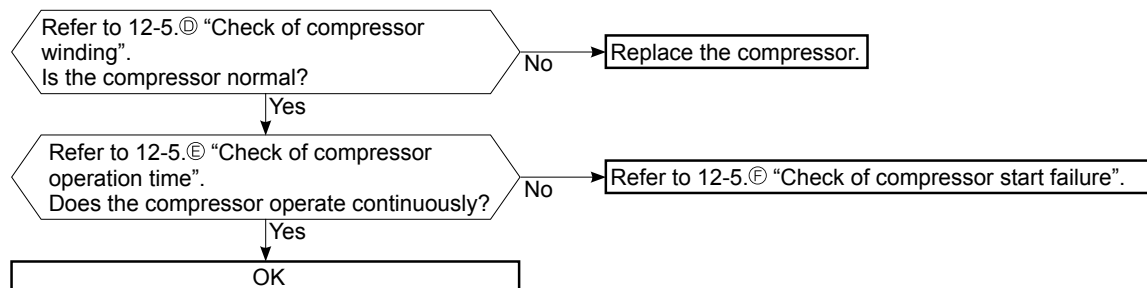 Refer to 12-5.Ⓓ “Check of compressor
winding”.
Is the compressor normal?
No
Replace the compressor.
Yes
Refer to 12-5.Ⓔ “Check of compressor
operation time”.
Does the compressor operate continuously?
No
Refer to 12-5.Ⓕ “Check of compressor start failure”.
Yes
OK